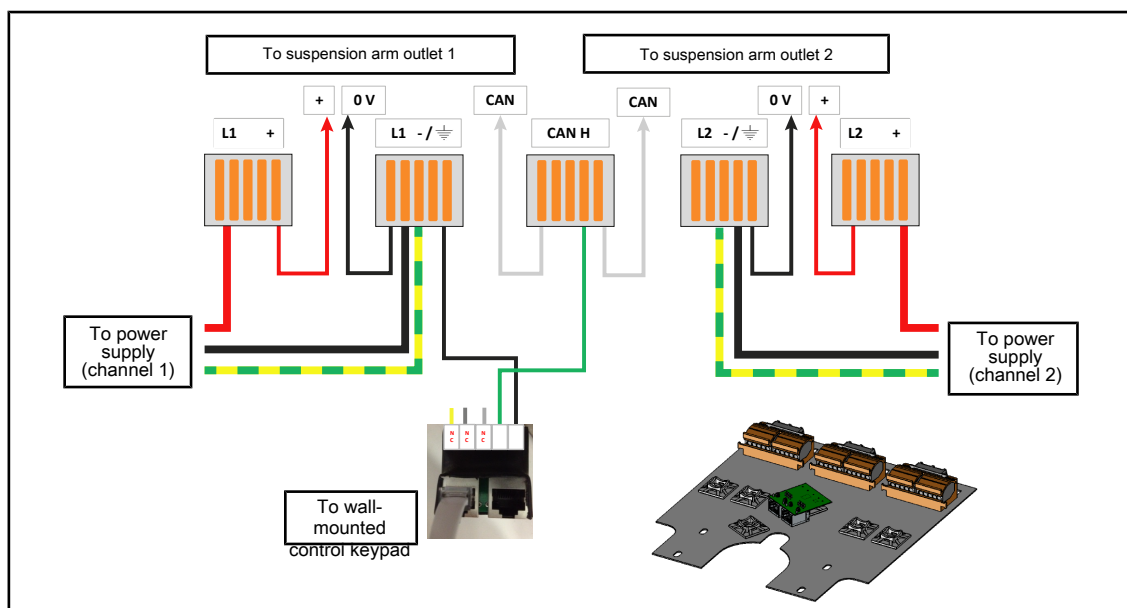 To suspension arm outlet 1
To suspension arm outlet 2
+
0 V
CAN
CAN
0 V
+
L1 +
L1 - /
CAN H
L2 - /
L2 +
To power
supply
(channel 1)
To power
supply
(channel 2)
N C
N C
N C
To wall-
mounted
control keypad